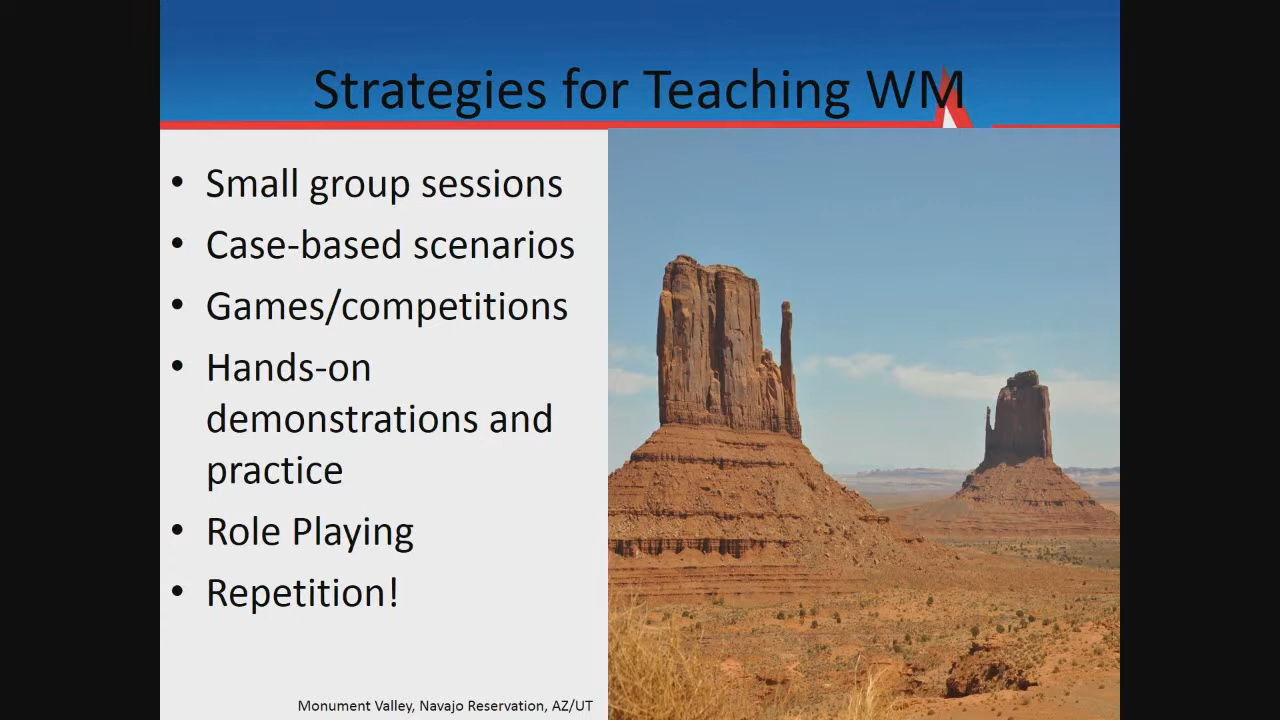 Strategies for Teaching WM
• Small group sessions
• Case-based scenarios
• Games/competitions
• Hands-on
demonstrations and
practice
• Role Playing
• Repetition!
Monument Valley, Navajo Reservation, AZ/UT